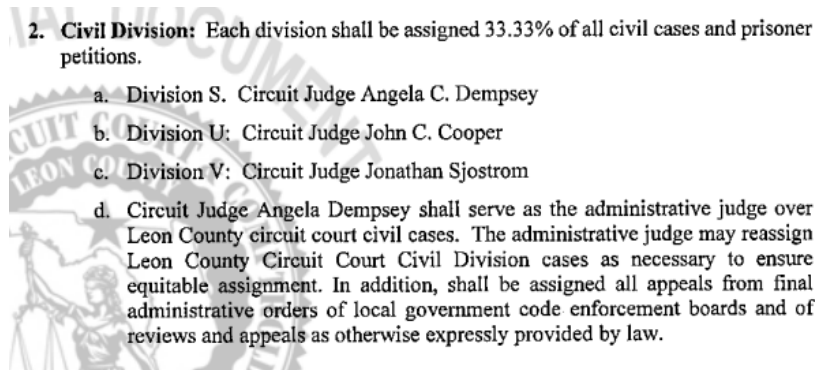 2. Civil Division: Each division shall be assigned 33.33% of all civil cases and prisoner
petitions.
a. Division S. Circuit Judge Angela C. Dempsey
b. Division U: Circuit Judge John C. Cooper
c. Division V: Circuit Judge Jonathan Sjostrom
d. Circuit Judge Angela Dempsey shall serve as the administrative judge over
Leon County circuit court civil cases. The administrative judge may reassign
Leon County Circuit Court Civil Division cases as necessary to ensure
equitable assignment. In addition, shall be assigned all appeals from final
administrative orders of local government code enforcement boards and of
reviews and appeals as otherwise expressly provided by law.